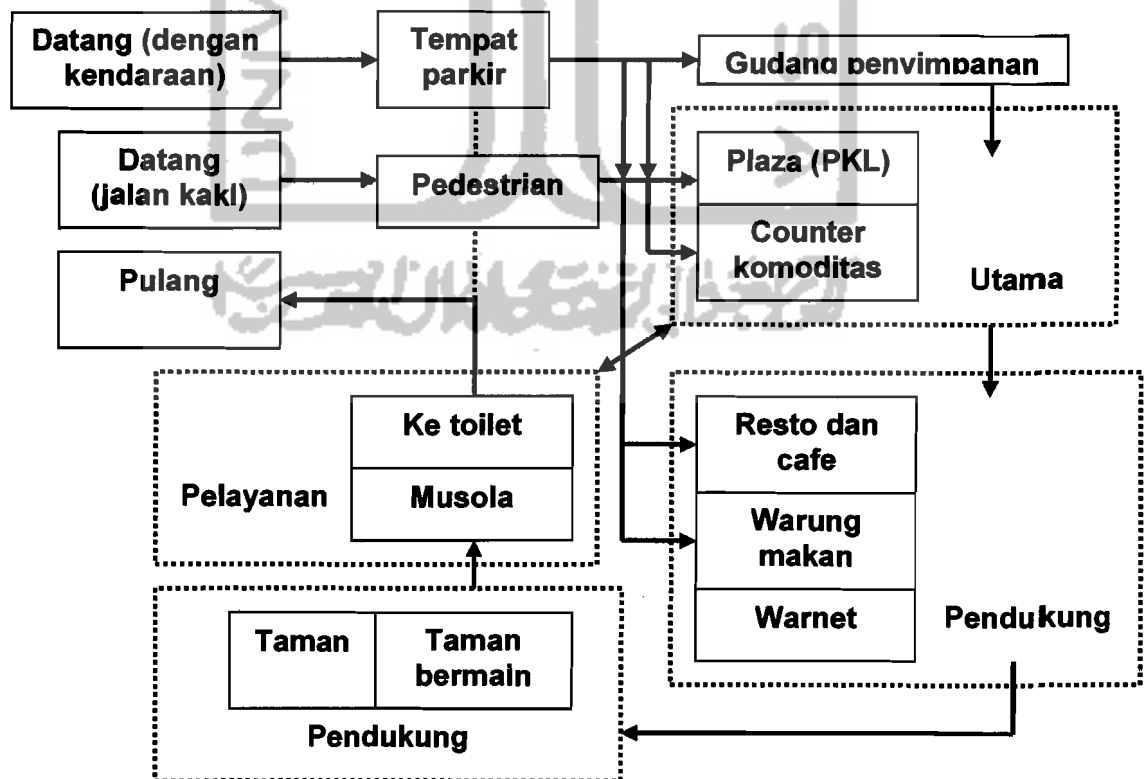 Datang (dengan
kendaraan)
Tempat
parkir
Gudang penyimpanan
Datang
(jalan kaki)
Pedestrian
Plaza (PKL)
Counter
komoditas
Utama
Pulang
Ke toilet
Musola
Pelayanan
Resto dan
cafe
Warung
makan
Warnet
Pendukung
Taman
Taman
bermain
Pendukung